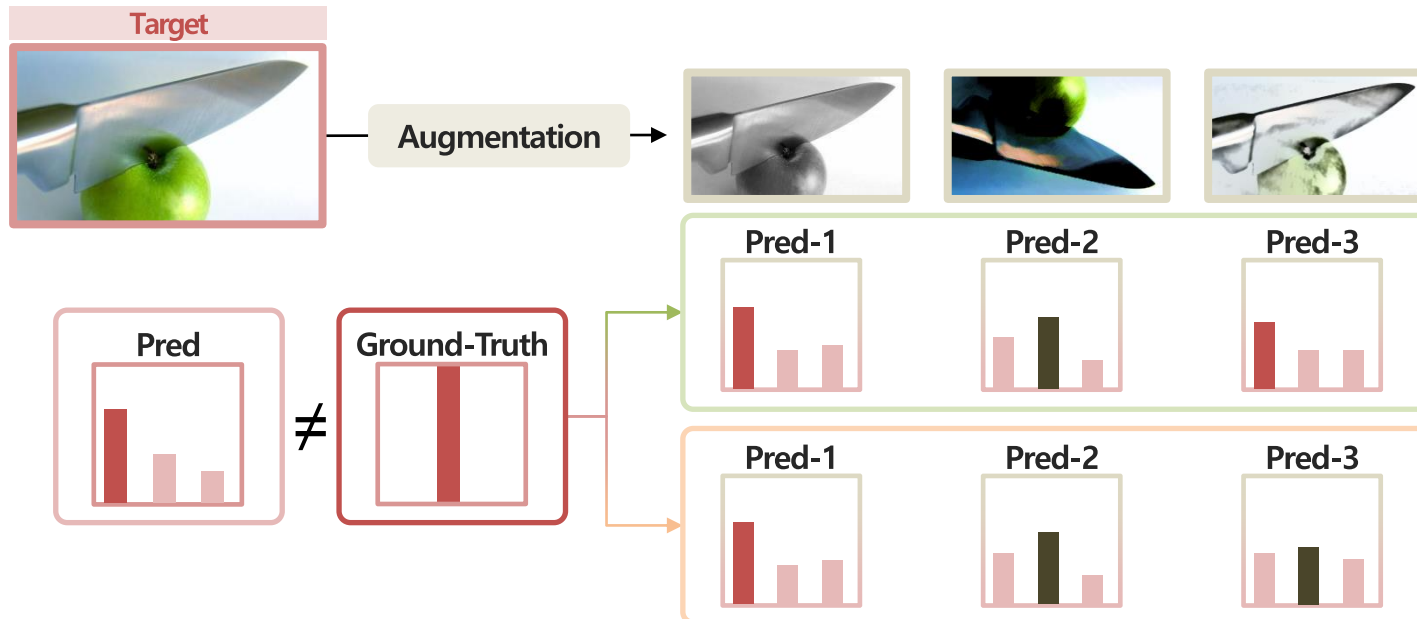 Target
Augmentation
Pred-1 Pred-2 Pred-3
Pred
≠
Ground-Truth
Pred-1 Pred-2 Pred-3